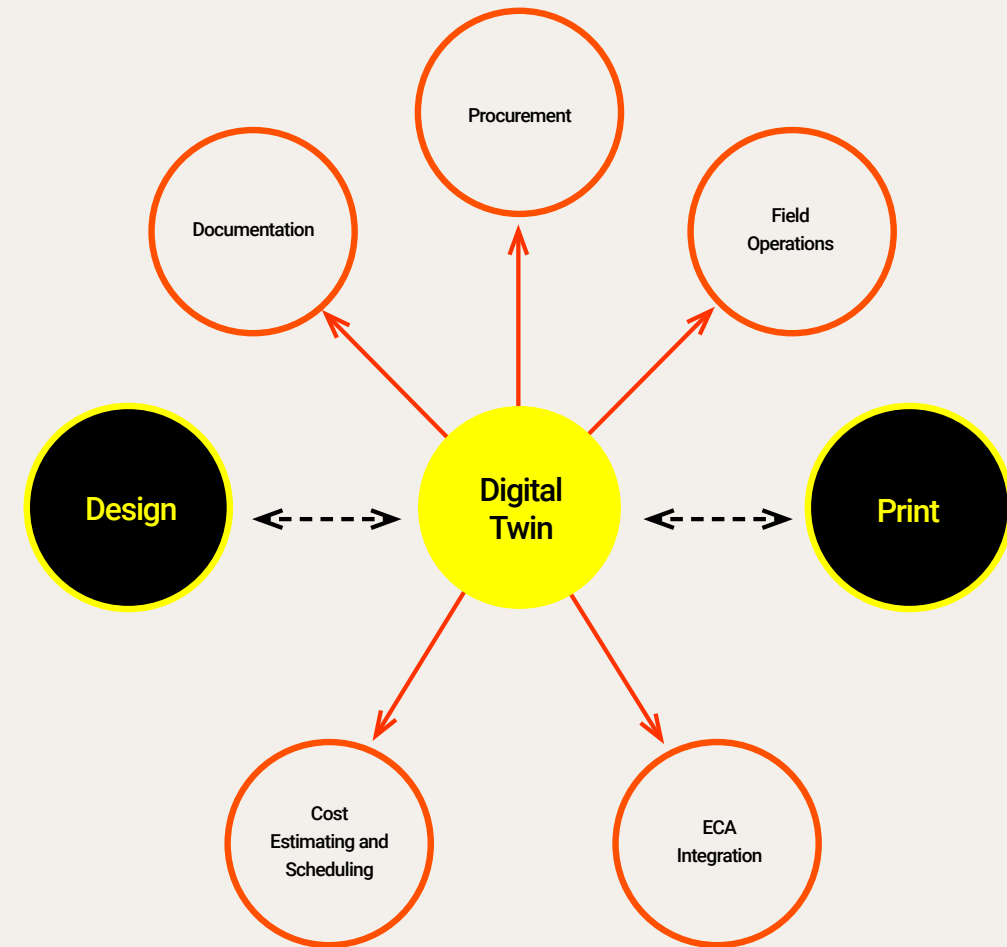 Procurement
Documentation
Field
Operations
Design
Digital
Twin
Print
Cost
Estimating and
Scheduling
ECA
Integration